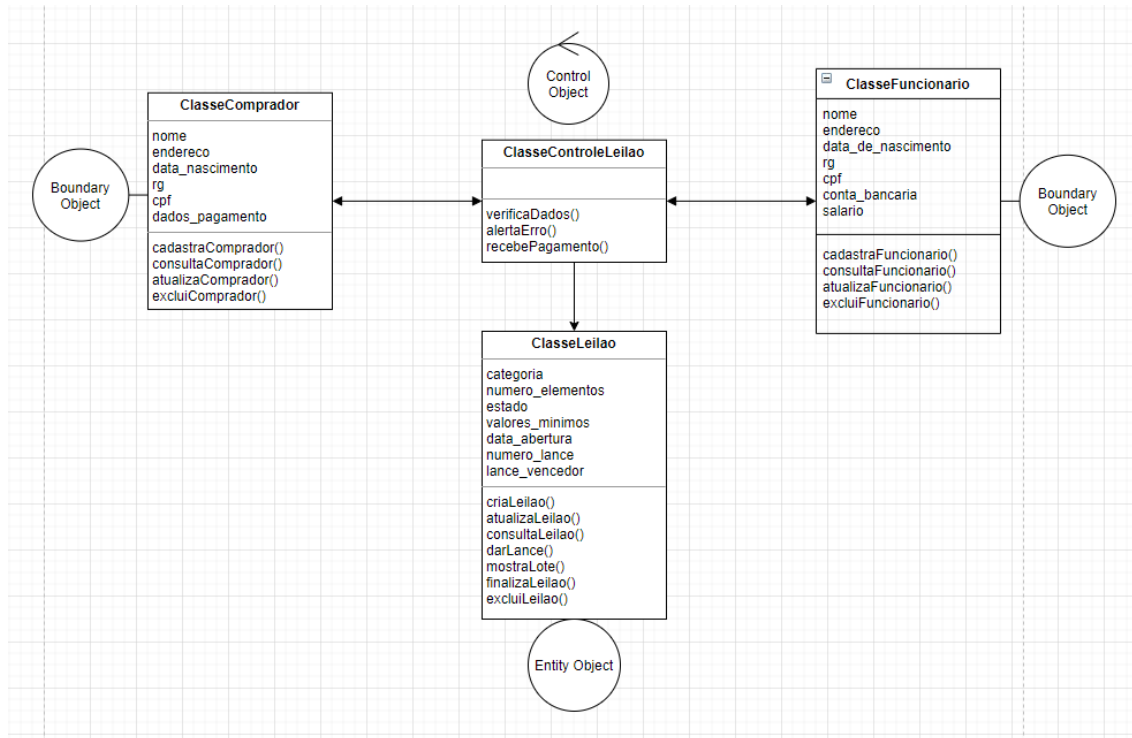 Control
Object
ClasseComprador
nome
endereco
data_nascimento
rg
cpf
dados_pagamento
cadastraComprador()
consultaComprador()
atualizaComprador()
excluiComprador()
Boundary
Object
ClasseControleLeilao
verificaDados()
alertaErro()
recebePagamento()
ClasseFuncionario
nome
endereco
data_de_nascimento
rg
cpf
conta_bancaria
salario
cadastraFuncionario()
consultaFuncionario()
atualizaFuncionario()
excluiFuncionario()
Boundary
Object
ClasseLeilao
categoria
numero_elementos
estado
valores_minimos
data_abertura
numero_lance
lance_vencedor
criaLeilao()
atualizaLeilao()
consultaLeilao()
darLance()
mostraLote()
finalizaLeilao()
excluiLeilao()
Entity Object